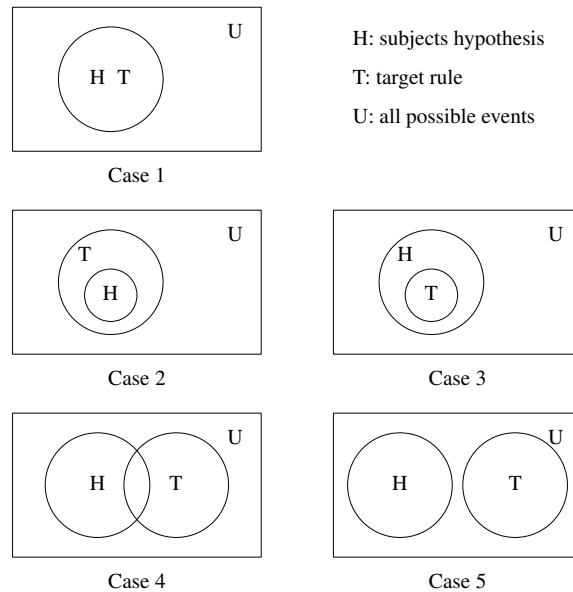 U
H T
Case 1
H: subjects hypothesis
T: target rule
U: all possible events
U
T
H
Case 2
U
H
T
Case 3
U
H T
Case 4
U
H T
Case 5